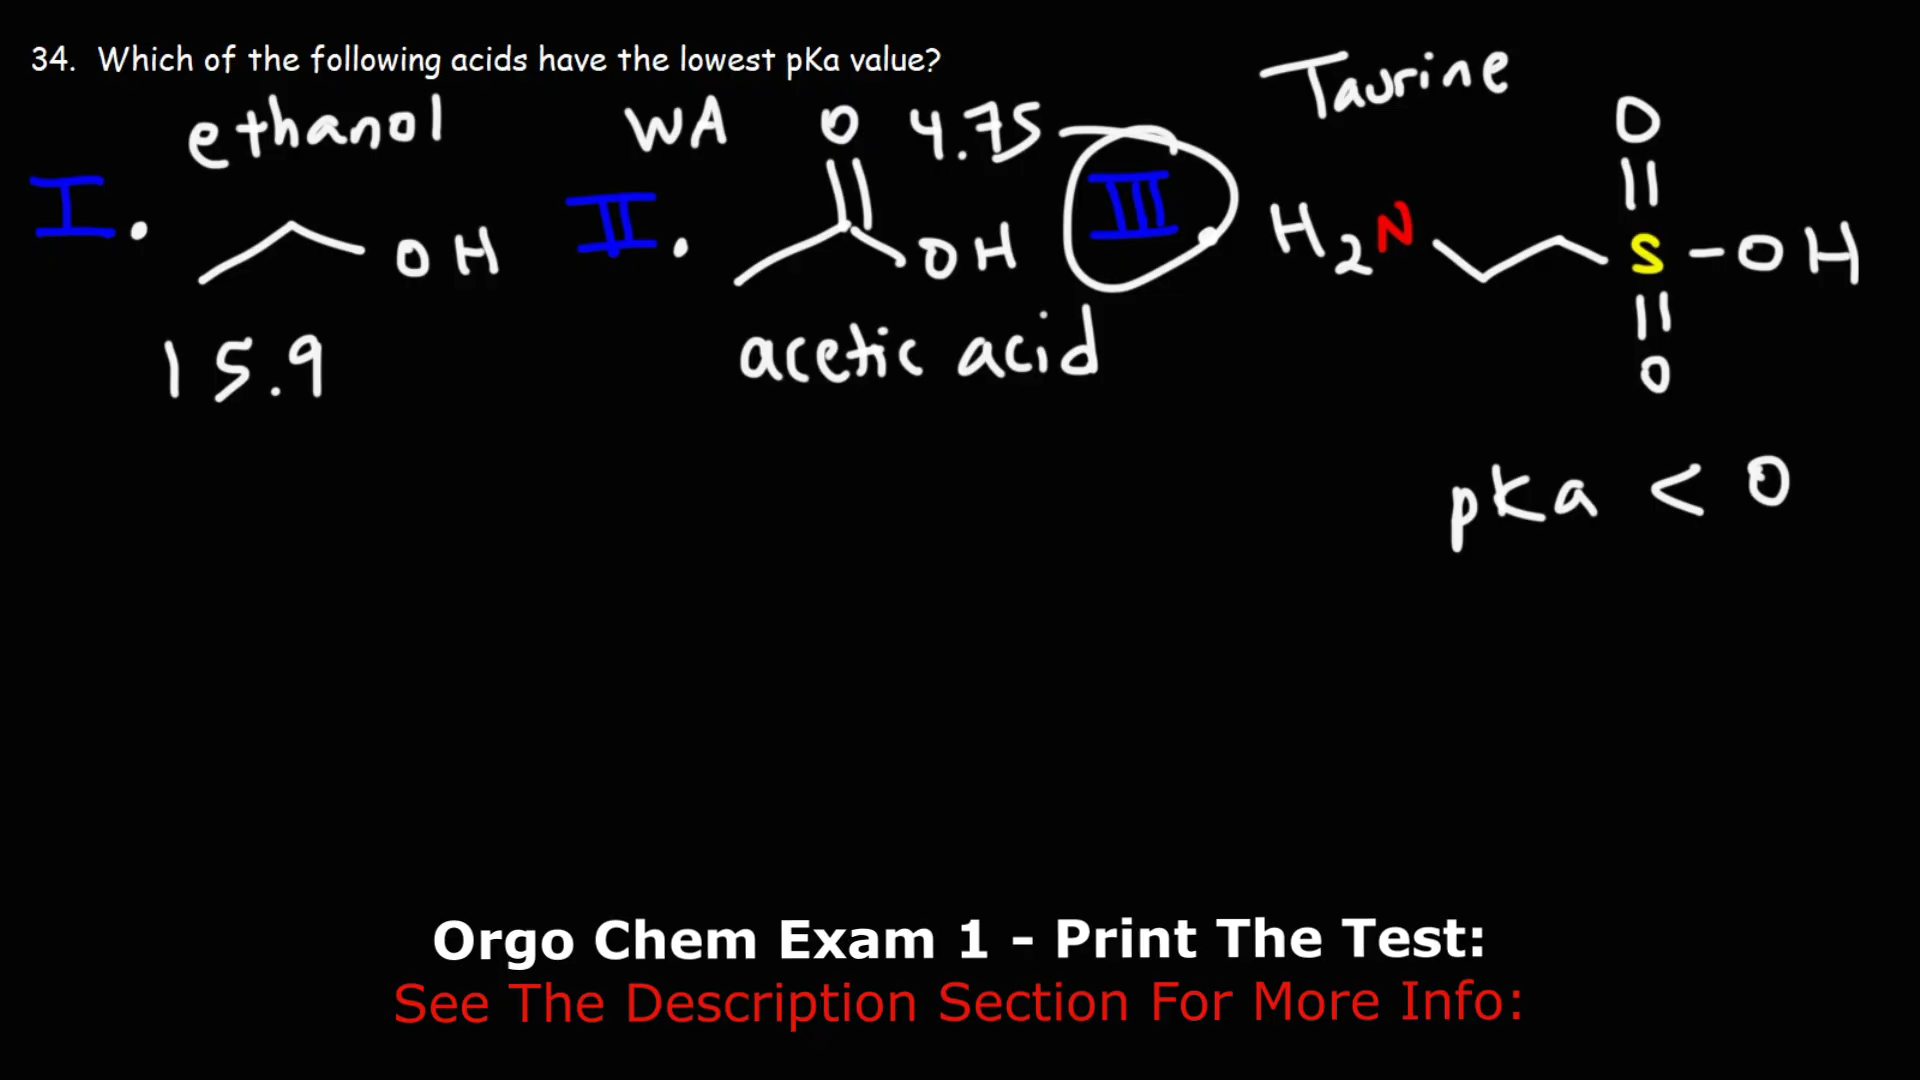 34. Which of the following acids have the lowest pKa value?
ethanol WA O 4.75 Taurine O
I. OH II. OH III. H2N S-OH
15.9 acetic acid O
pKa < 0
Orgo Chem Exam 1 - Print The Test:
See The Description Section For More Info: